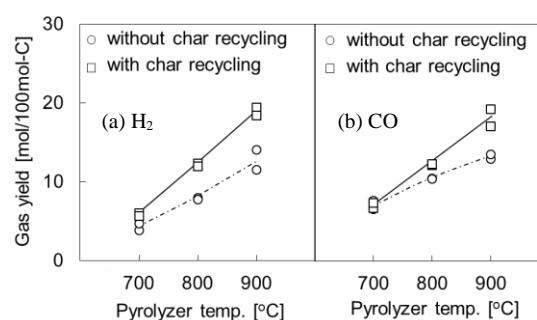 30
20
10
0
Gas yield [mol/100mol-C]
○ without char recycling
□ with char recycling
(a) H₂
700 800 900
Pyrolyzer temp. [°C]
○ without char recycling
□ with char recycling
(b) CO
700 800 900
Pyrolyzer temp. [°C]